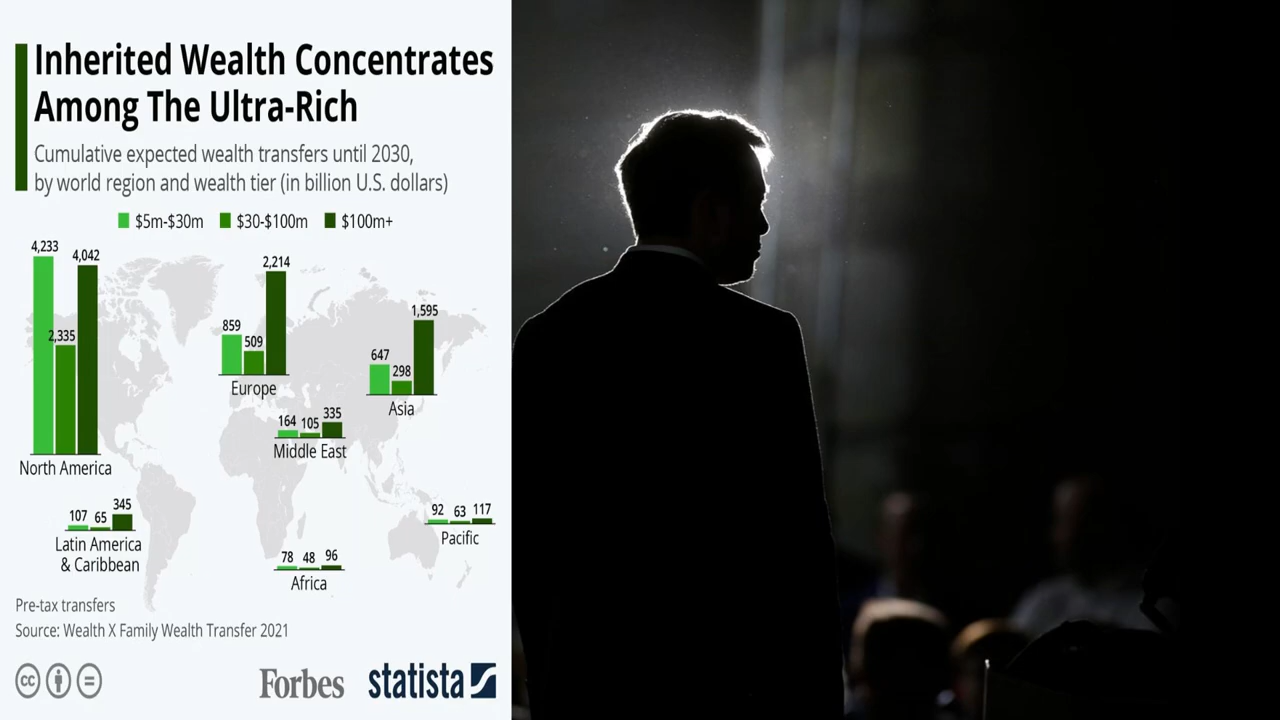 Inherited Wealth Concentrates
Among The Ultra-Rich
Cumulative expected wealth transfers until 2030,
by world region and wealth tier (in billion U.S. dollars)
$5m-$30m $30-$100m $100m+
4,233 2,335 4,042
North America
859 509 2,214
Europe
647 298 1,595
Asia
164 105 335
Middle East
107 65 345
Latin America
& Caribbean
92 63 117
Pacific
78 48 96
Africa
Pre-tax transfers
Source: Wealth X Family Wealth Transfer 2021
cc
Forbes statista